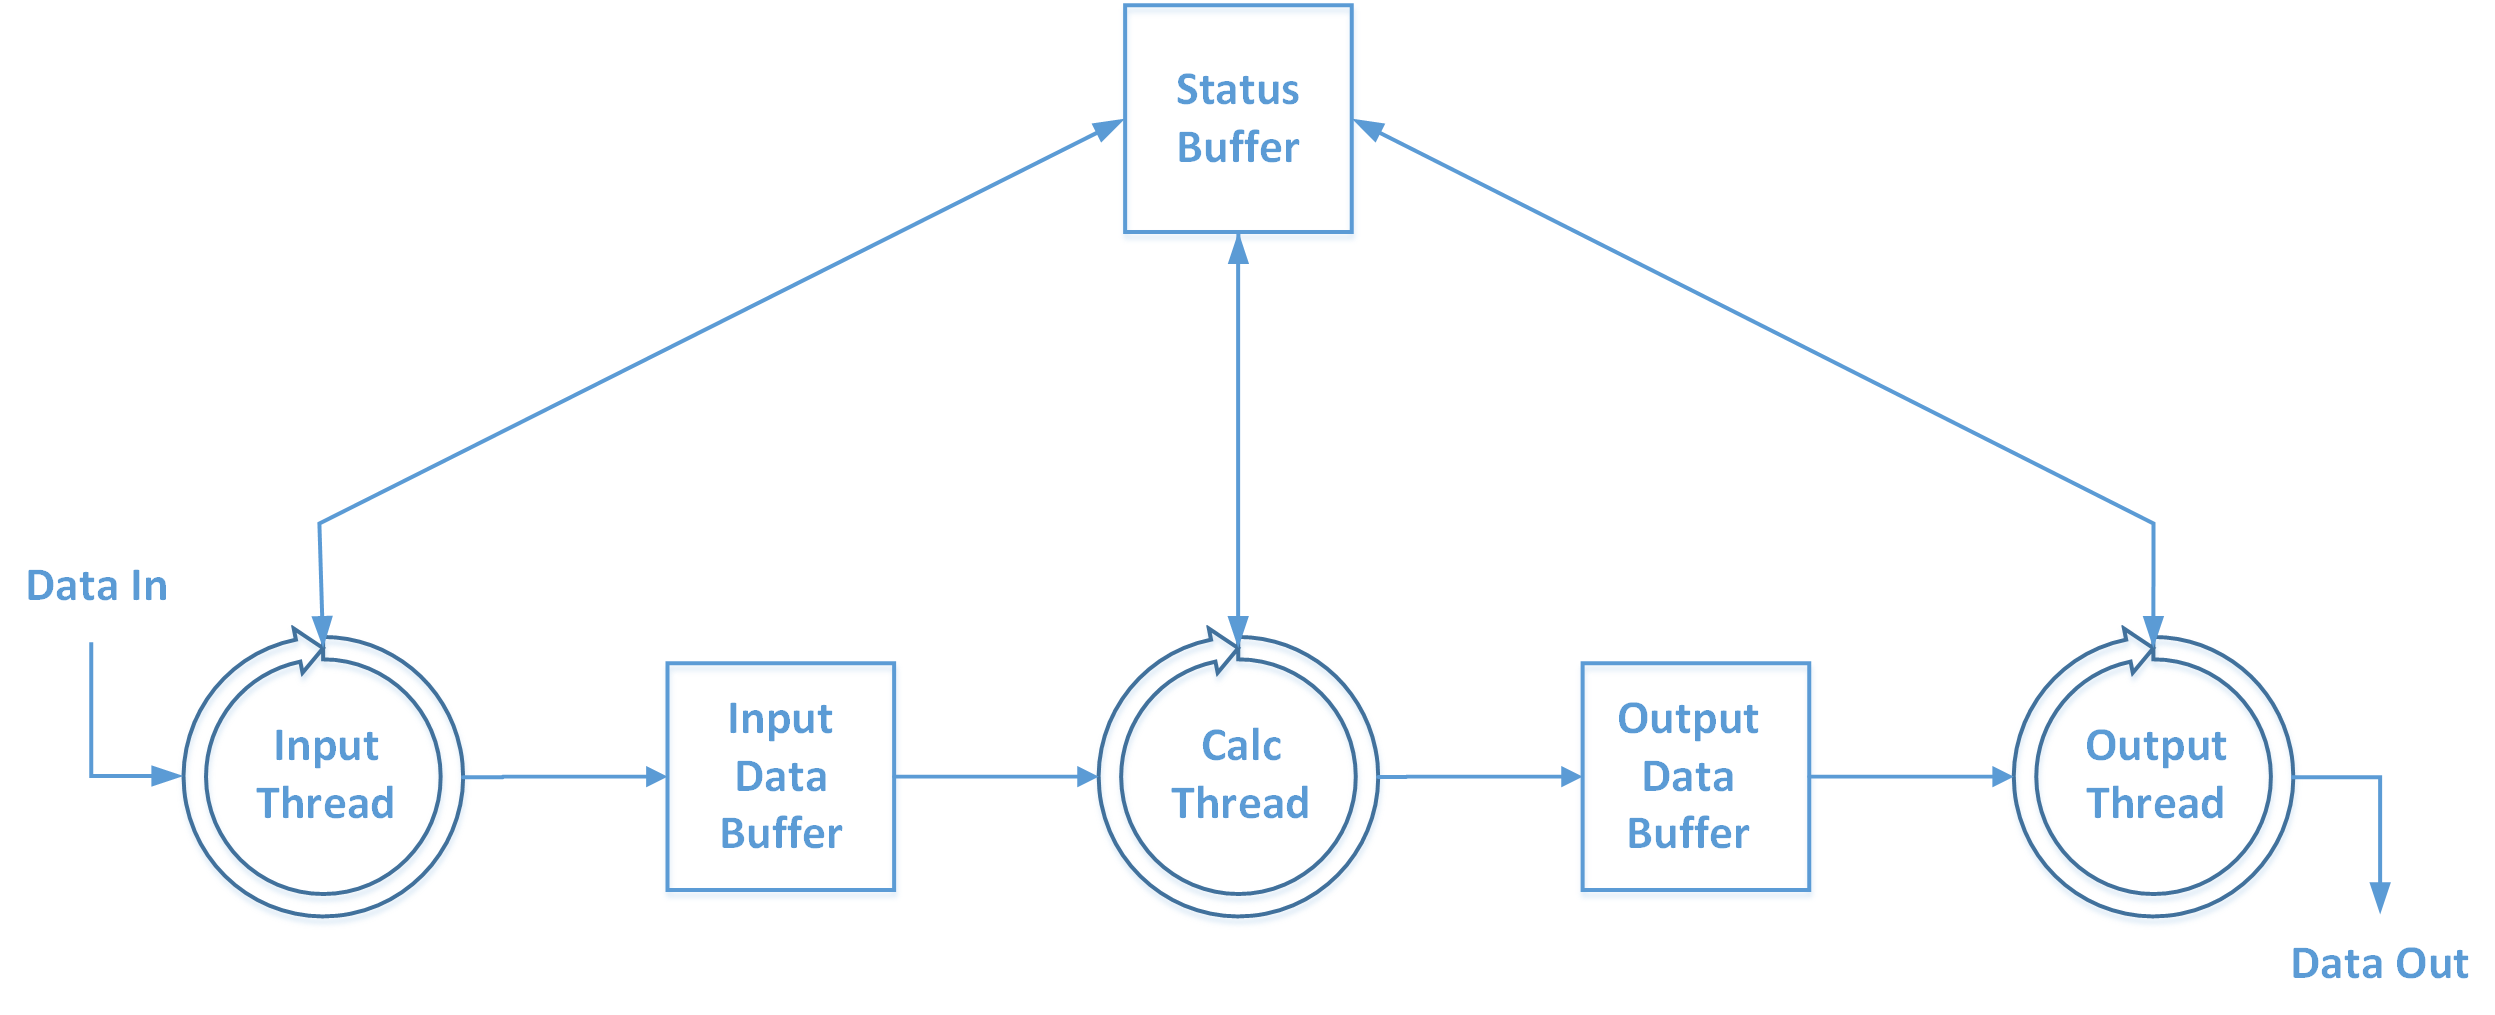 Status
Buffer
Data In
Input
Thread
Input
Data
Buffer
Calc
Thread
Output
Data
Buffer
Output
Thread
Data Out